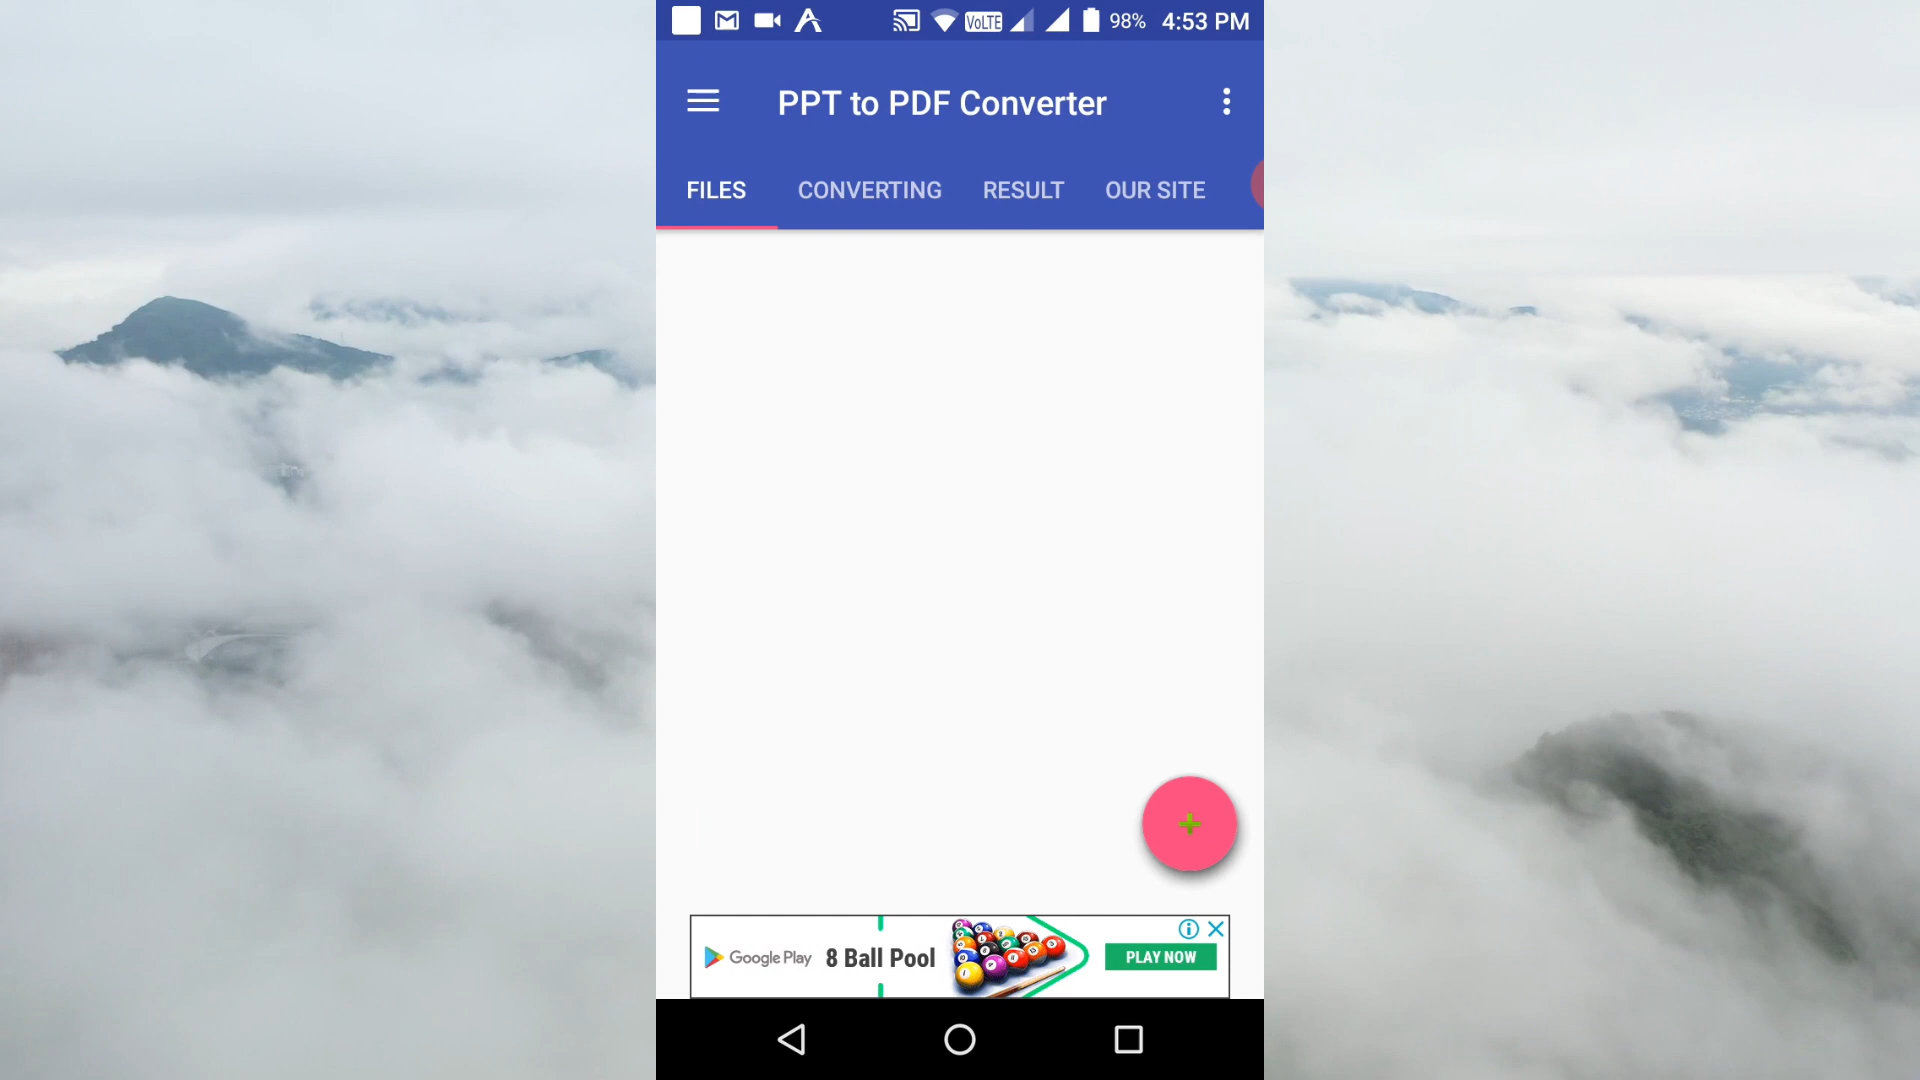 VoLTE 98% 4:53 PM
PPT to PDF Converter
FILES CONVERTING RESULT OUR SITE
Google Play 8 Ball Pool PLAY NOW